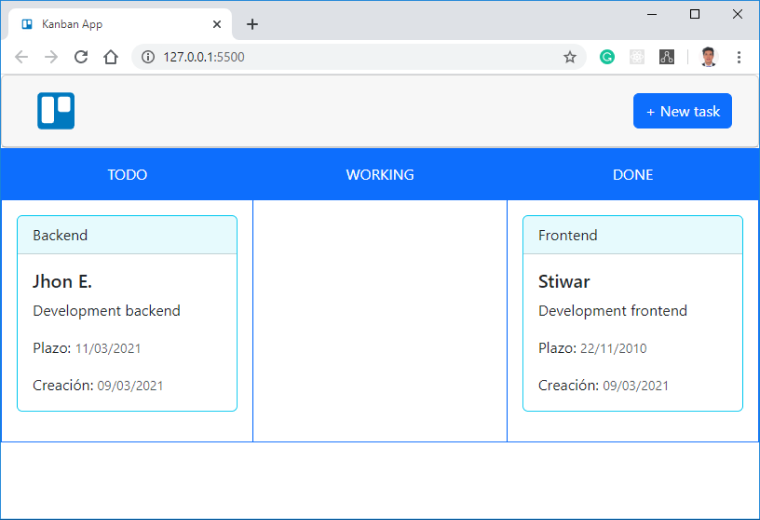 Kanban App
127.0.0.1:5500
+ New task
TODO
WORKING
DONE
Backend
Jhon E.
Development backend
Plazo: 11/03/2021
Creación: 09/03/2021
Frontend
Stiwar
Development frontend
Plazo: 22/11/2010
Creación: 09/03/2021